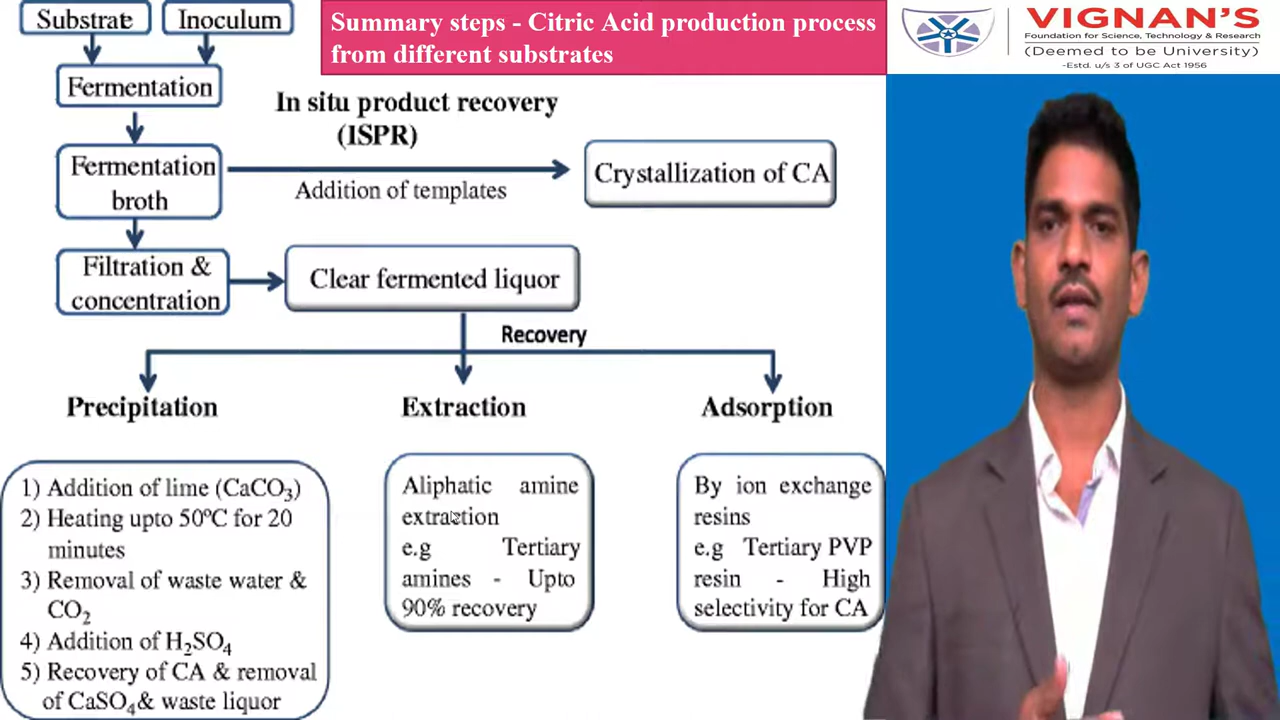 Substrate
Inoculum
Summary steps - Citric Acid production process
from different substrates
VIGNAN'S
Foundation for Science, Technology & Research
(Deemed to be University)
-Estd. u/s 3 of UGC Act 1956
Fermentation
In situ product recovery
(ISPR)
Fermentation
broth
Addition of templates
Crystallization of CA
Filtration &
concentration
Clear fermented liquor
Recovery
Precipitation
Extraction
Adsorption
1) Addition of lime (CaCO₃)
2) Heating upto 50ºC for 20
minutes
3) Removal of waste water &
CO₂
4) Addition of H₂SO₄
5) Recovery of CA & removal
of CaSO₄& waste liquor
Aliphatic amine
extraction
e.g Tertiary
amines - Upto
90% recovery
By ion exchange
resins
e.g Tertiary PVP
resin - High
selectivity for CA